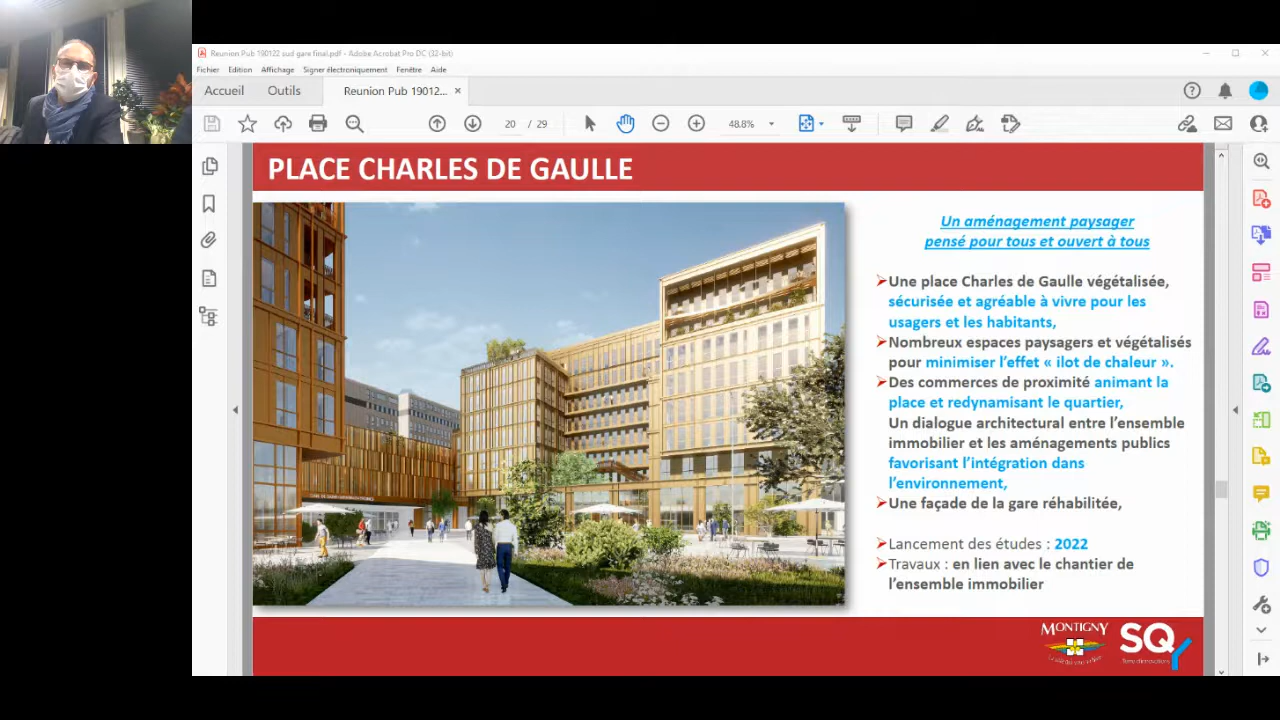 Reunion Pub 190122 sud gare final.pdf - Adobe Acrobat Pro DC (32-bit)
Fichier Edition Affichage Signer électroniquement Fenêtre Aide
Accueil Outils Reunion Pub 19012... ×
20 / 29 48.8%
PLACE CHARLES DE GAULLE
Un aménagement paysager
pensé pour tous et ouvert à tous
Une place Charles de Gaulle végétalisée,
sécurisée et agréable à vivre pour les
usagers et les habitants,
Nombreux espaces paysagers et végétalisés
pour minimiser l'effet « ilot de chaleur ».
Des commerces de proximité animant la
place et redynamisant le quartier,
Un dialogue architectural entre l'ensemble
immobilier et les aménagements publics
favorisant l'intégration dans
l'environnement,
Une façade de la gare réhabilitée,
Lancement des études : 2022
Travaux : en lien avec le chantier de
l'ensemble immobilier
MONTIGNY
SQY
Terre d'innovations